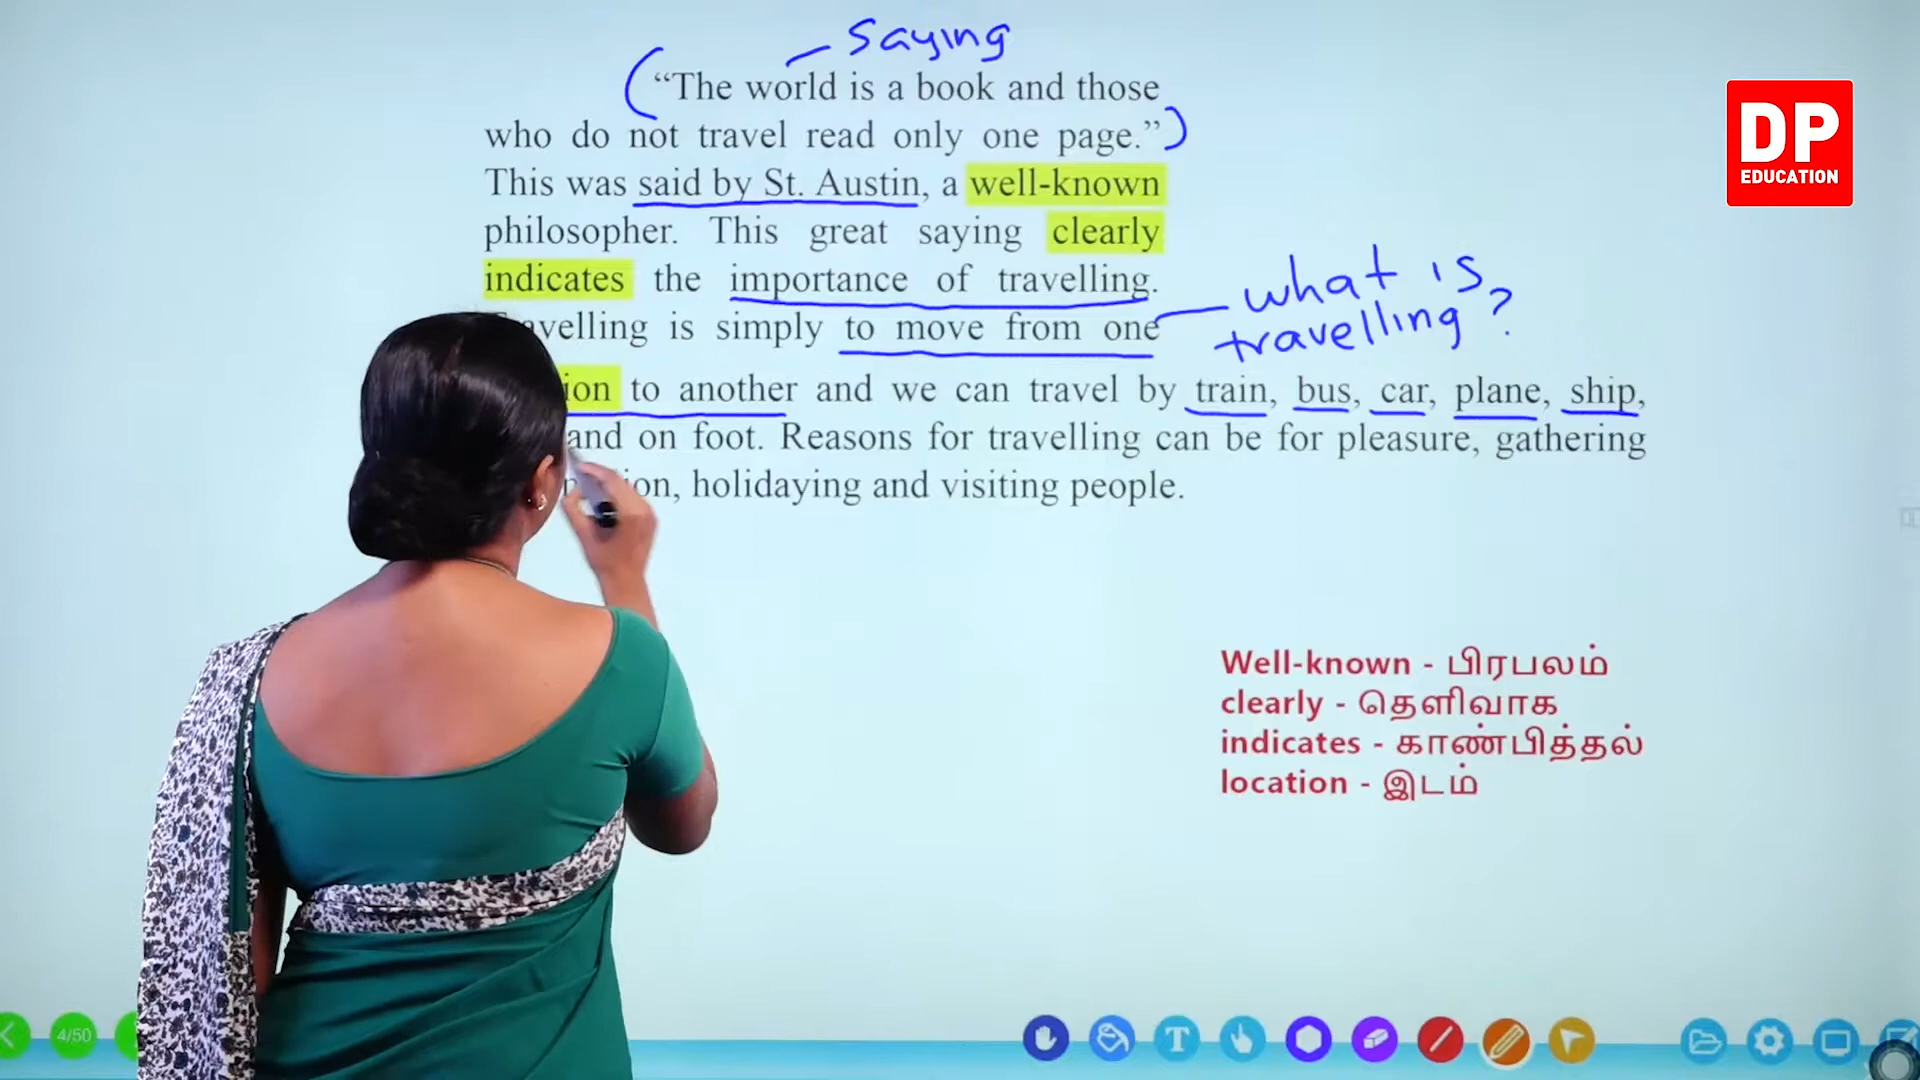 saying
“The world is a book and those
who do not travel read only one page.”
This was said by St. Austin, a well-known
philosopher. This great saying clearly
indicates the importance of travelling.
is simply to move from one
what is
travelling?
to another and we can travel by train, bus, car, plane, ship,
and on foot. Reasons for travelling can be for pleasure, gathering
holidaying and visiting people.
DP
EDUCATION
Well-known - பிரபலம்
clearly - தெளிவாக
indicates - காண்பித்தல்
location - இடம்
4/50
T